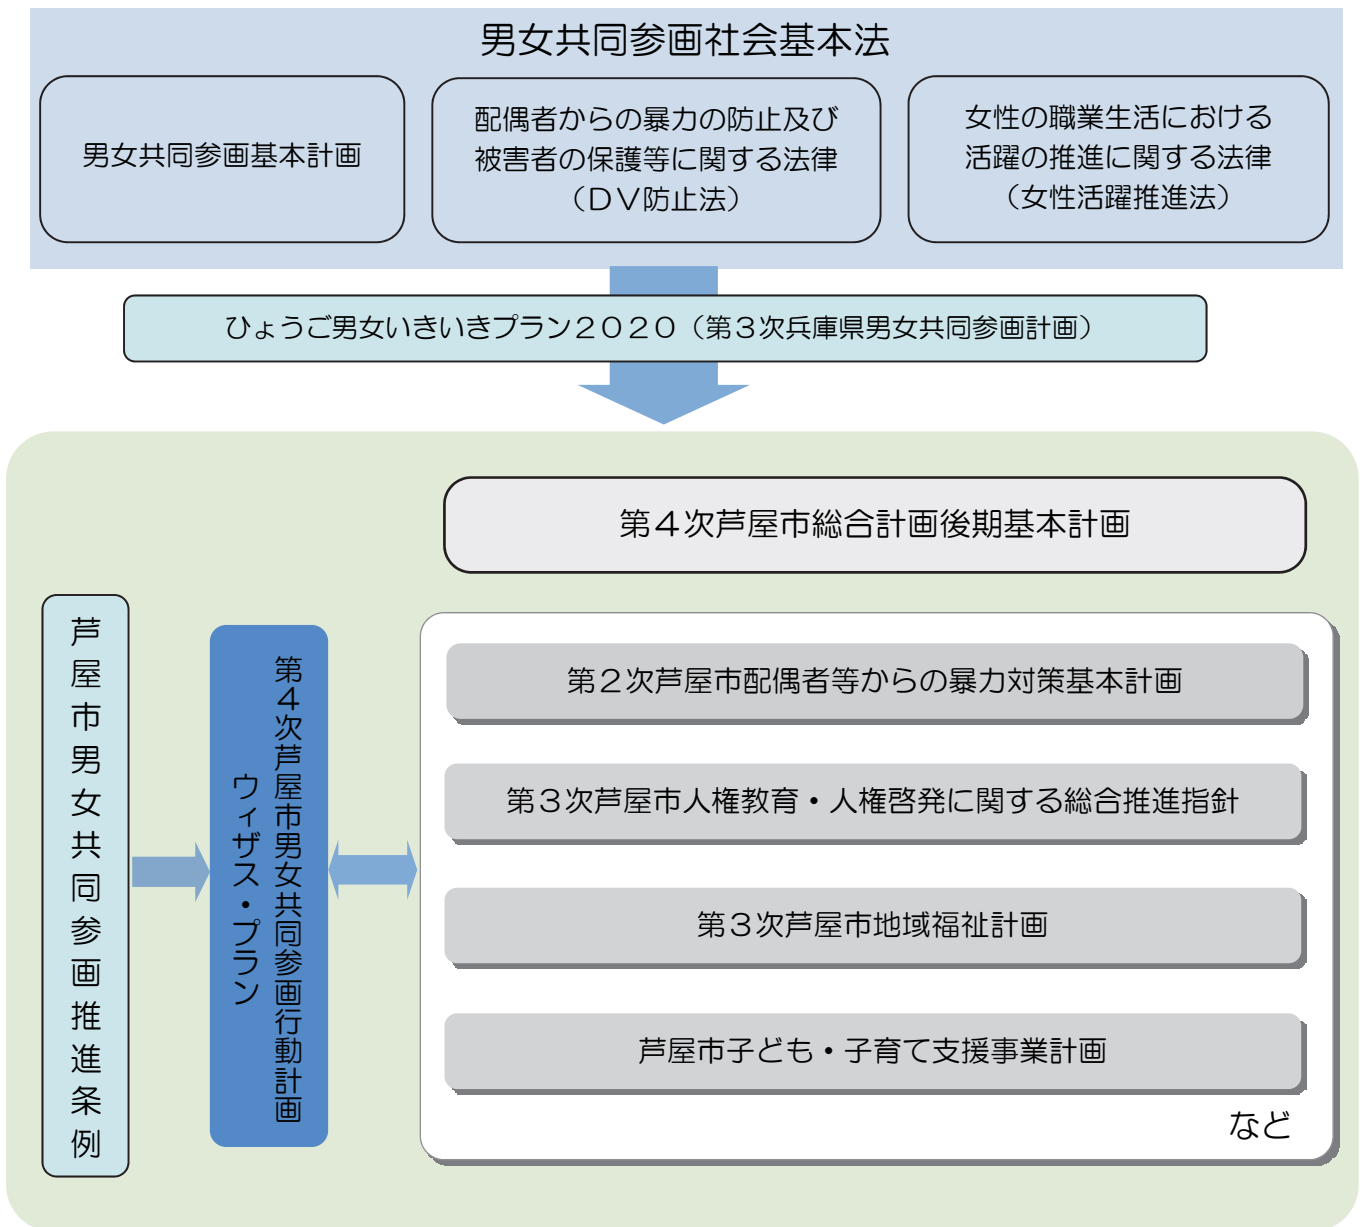 男女共同参画社会基本法
男女共同参画基本計画
配偶者からの暴力の防止及び
被害者の保護等に関する法律
（ＤＶ防止法）
女性の職業生活における
活躍の推進に関する法律
（女性活躍推進法）
ひょうご男女いきいきプラン２０２０（第３次兵庫県男女共同参画計画）
第４次芦屋市総合計画後期基本計画
芦屋市男女共同参画推進条例
第４次芦屋市男女共同参画行動計画
ウィザス・プラン
第２次芦屋市配偶者等からの暴力対策基本計画
第３次芦屋市人権教育・人権啓発に関する総合推進指針
第３次芦屋市地域福祉計画
芦屋市子ども・子育て支援事業計画
など